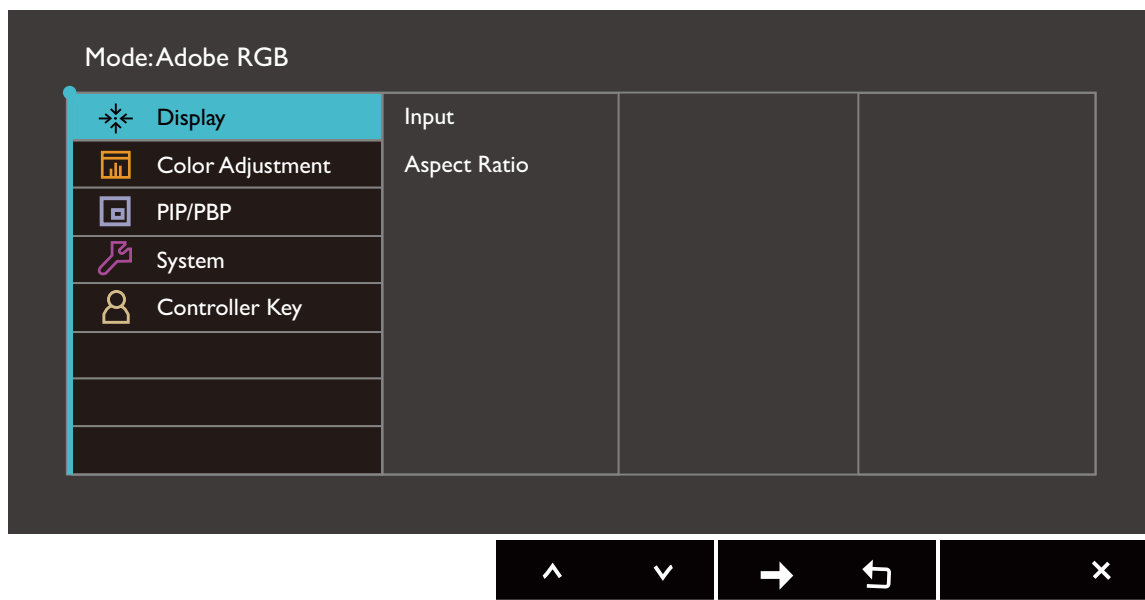 Mode: Adobe RGB
Display
Input
Color Adjustment
Aspect Ratio
PIP/PBP
System
Controller Key